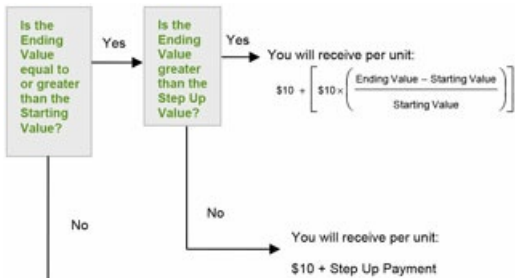 Is the
Ending
Value
equal to
or greater
than the
Starting
Value?
Yes
Is the
Ending
Value
greater
than the
Step Up
Value?
Yes
You will receive per unit:
$10 + [ $10 × ( Ending Value – Starting Value
Starting Value ) ]
No
No
You will receive per unit:
$10 + Step Up Payment